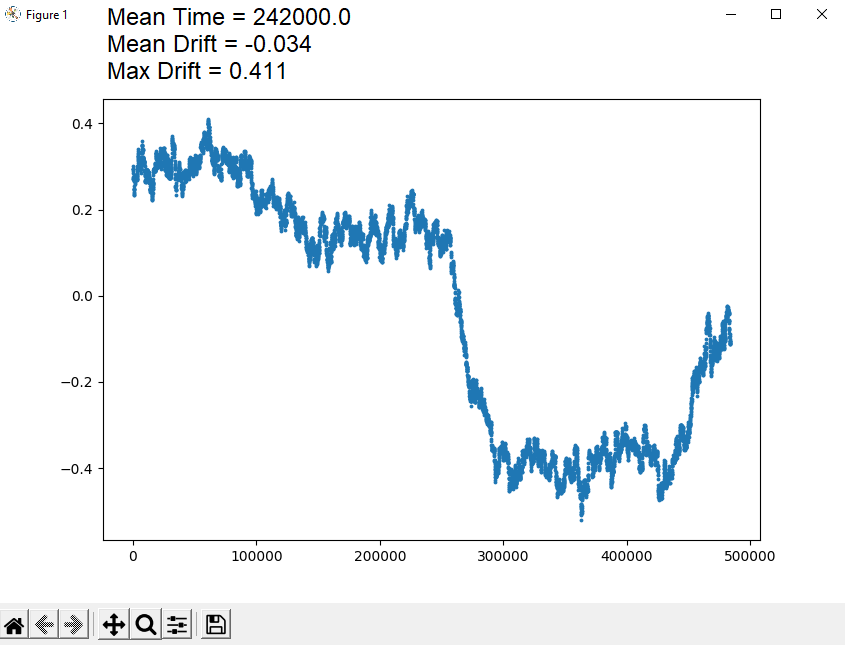 Figure 1
Mean Time = 242000.0
Mean Drift = -0.034
Max Drift = 0.411
0.4
0.2
0.0
−0.2
−0.4
0 100000 200000 300000 400000 500000